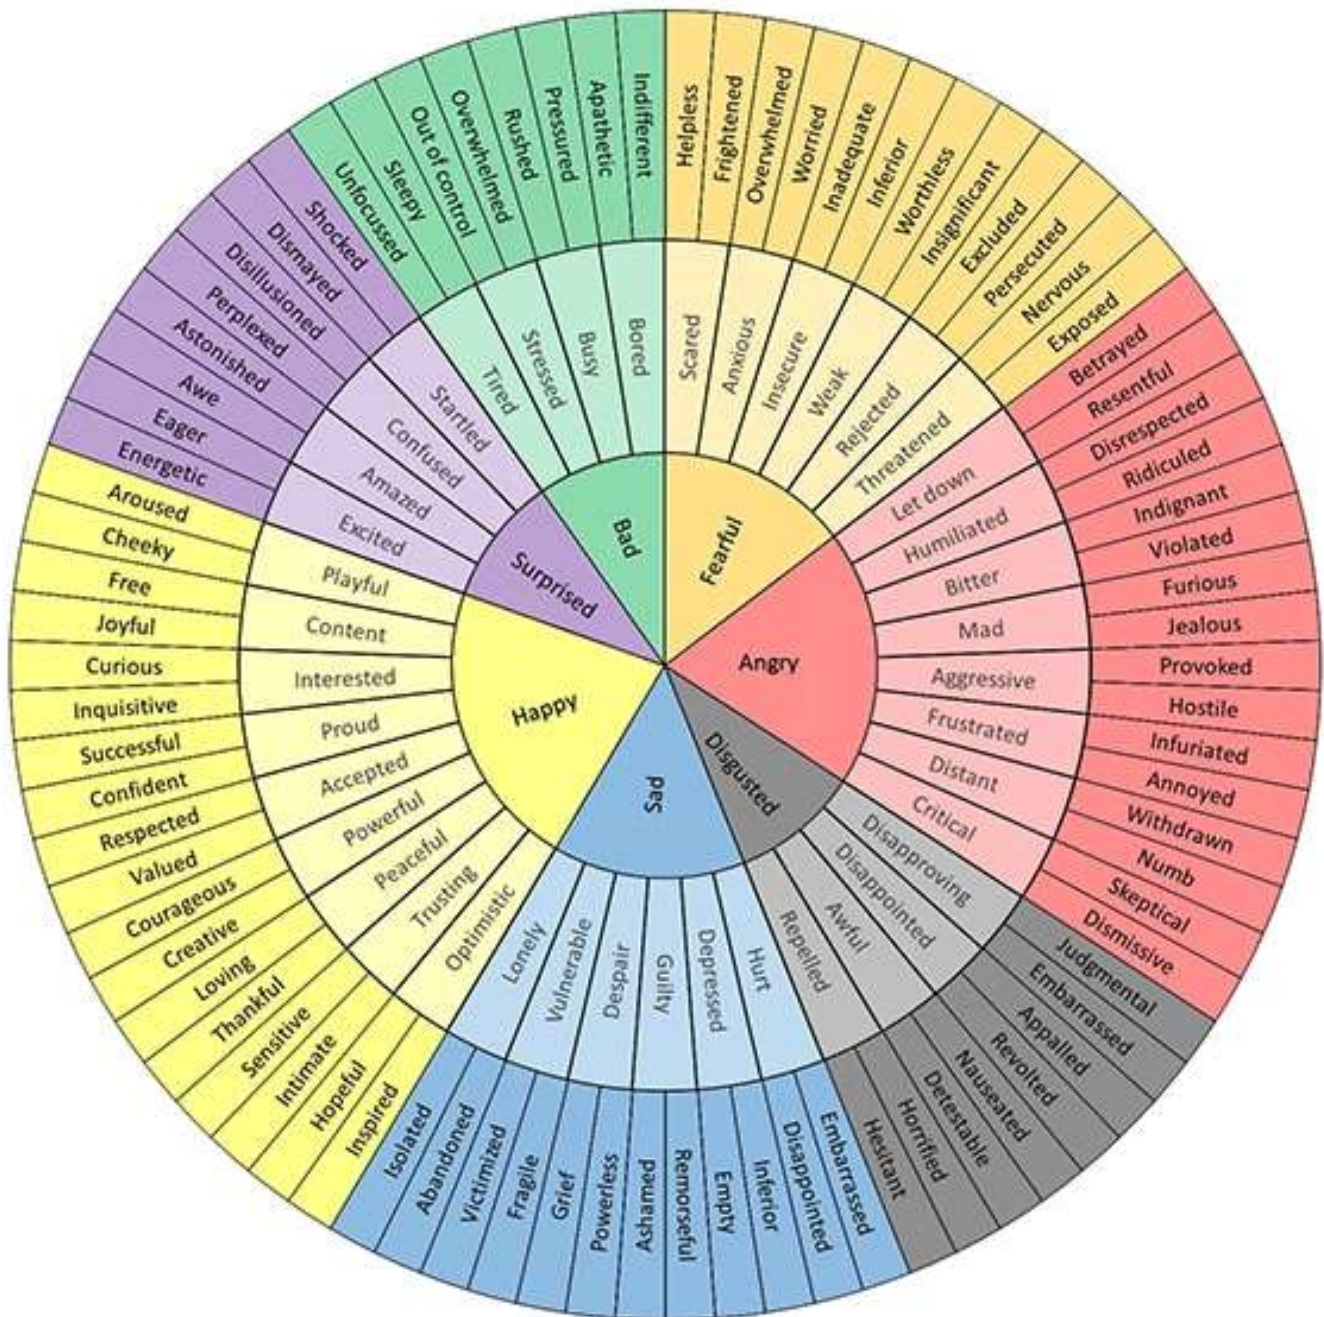 Fearful
Angry
Disgusted
Sad
Happy
Surprised
Bad
Scared
Anxious
Insecure
Weak
Rejected
Threatened
Let down
Humiliated
Bitter
Mad
Aggressive
Frustrated
Distant
Critical
Disapproving
Disappointed
Awful
Repelled
Hurt
Depressed
Guilty
Despair
Vulnerable
Lonely
Optimistic
Trusting
Peaceful
Powerful
Accepted
Proud
Interested
Content
Playful
Excited
Amazed
Confused
Startled
Tired
Stressed
Busy
Bored
Helpless
Frightened
Overwhelmed
Worried
Inadequate
Inferior
Worthless
Insignificant
Excluded
Persecuted
Nervous
Exposed
Betrayed
Resentful
Disrespected
Ridiculed
Indignant
Violated
Furious
Jealous
Provoked
Hostile
Infuriated
Annoyed
Withdrawn
Numb
Skeptical
Dismissive
Judgmental
Embarrassed
Appalled
Revolted
Nauseated
Detestable
Horrified
Hesitant
Embarrassed
Disappointed
Inferior
Empty
Remorseful
Ashamed
Powerless
Grief
Fragile
Victimized
Abandoned
Isolated
Inspired
Hopeful
Intimate
Sensitive
Thankful
Loving
Creative
Courageous
Valued
Respected
Confident
Successful
Inquisitive
Curious
Joyful
Free
Cheeky
Aroused
Energetic
Eager
Awe
Astonished
Perplexed
Disillusioned
Dismayed
Shocked
Unfocussed
Sleepy
Out of control
Overwhelmed
Rushed
Pressured
Apathetic
Indifferent